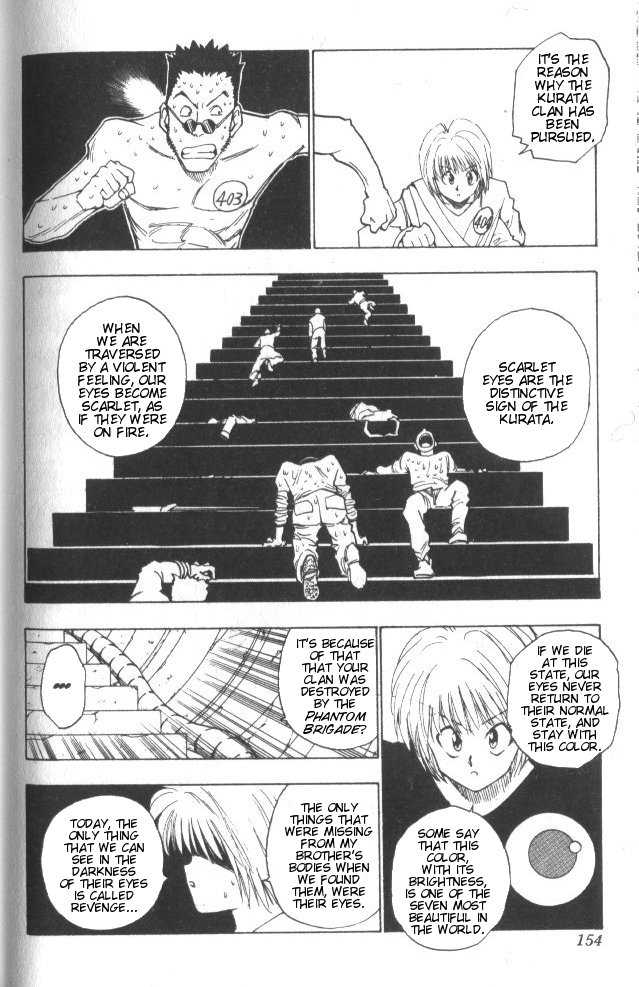 IT'S THE
REASON
WHY THE
KURATA
CLAN HAS
BEEN
PURSUED.
404
403
SCARLET
EYES ARE THE
DISTINCTIVE
SIGN OF THE
KURATA.
WHEN
WE ARE
TRAVERSED
BY A VIOLENT
FEELING, OUR
EYES BECOME
SCARLET, AS
IF THEY WERE
ON FIRE.
IF WE DIE
AT THIS
STATE, OUR
EYES NEVER
RETURN TO
THEIR NORMAL
STATE, AND
STAY WITH
THIS COLOR.
SOME SAY
THAT THIS
COLOR,
WITH ITS
BRIGHTNESS,
IS ONE OF THE
SEVEN MOST
BEAUTIFUL IN
THE WORLD.
IT'S BECAUSE
OF THAT
THAT YOUR
CLAN WAS
DESTROYED
BY THE
PHANTOM
BRIGADE?
...
THE ONLY
THINGS THAT
WERE MISSING
FROM MY
BROTHER'S
BODIES WHEN
WE FOUND
THEM, WERE
THEIR EYES.
TODAY, THE
ONLY THING
THAT WE CAN
SEE IN THE
DARKNESS
OF THEIR EYES
IS CALLED
REVENGE...
154